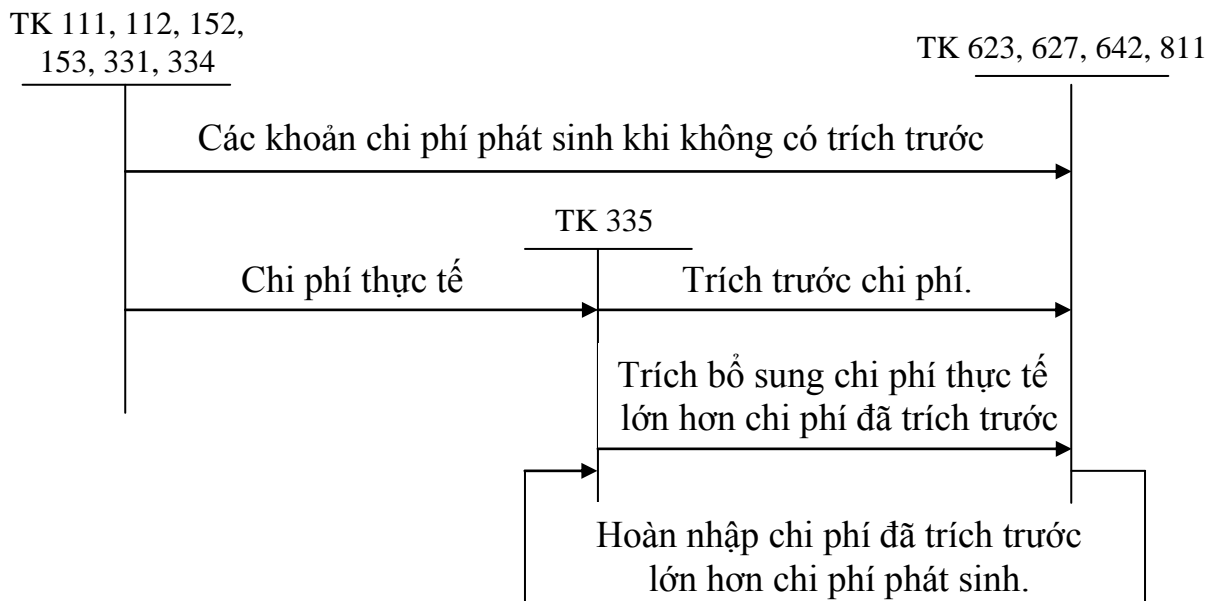 TK 111, 112, 152,
153, 331, 334
TK 623, 627, 642, 811
Các khoản chi phí phát sinh khi không có trích trước
TK 335
Chi phí thực tế
Trích trước chi phí.
Trích bổ sung chi phí thực tế
lớn hơn chi phí đã trích trước
Hoàn nhập chi phí đã trích trước
lớn hơn chi phí phát sinh.